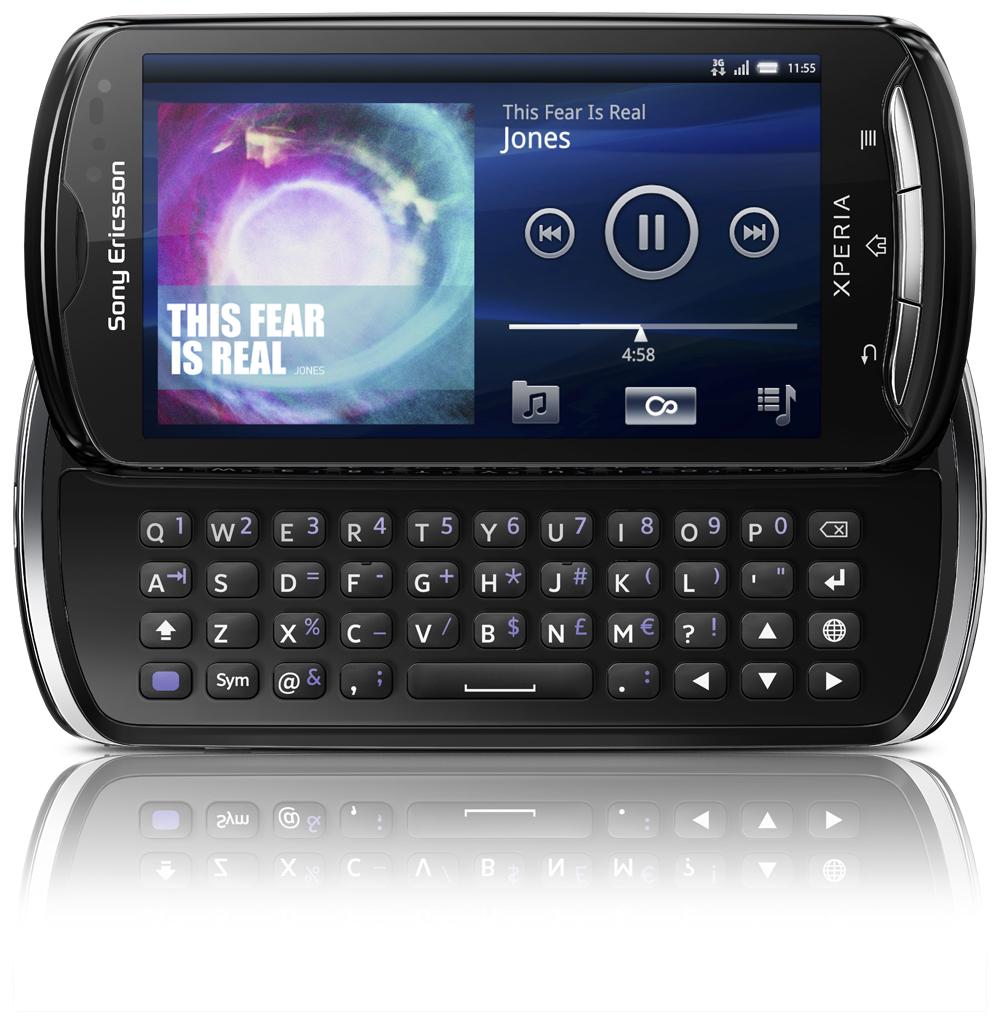 3G 11:55
Sony Ericsson
This Fear Is Real
Jones
XPERIA
THIS FEAR
IS REAL JONES
4:58
Q 1 W 2 E 3 R 4 T 5 Y 6 U 7 I 8 O 9 P 0
A S D = F - G + H * J # K ( L ) ' "
Z X % C _ V / B $ N £ M € ? !
Sym @ & , ; . :